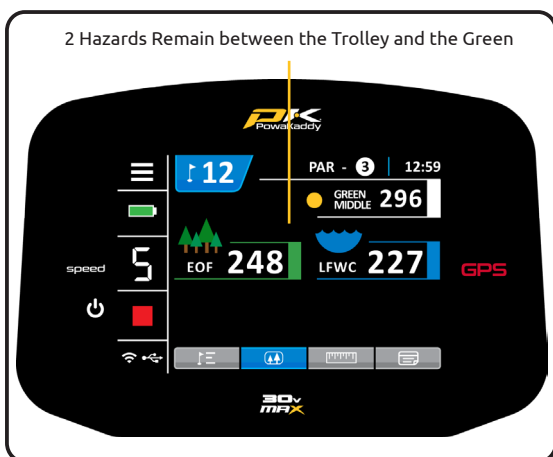 2 Hazards Remain between the Trolley and the Green
PK
PowaKaddy
12
PAR - 3 12:59
GREEN MIDDLE 296
EOF 248
LFWC 227
speed 5
GPS
30v
MAX